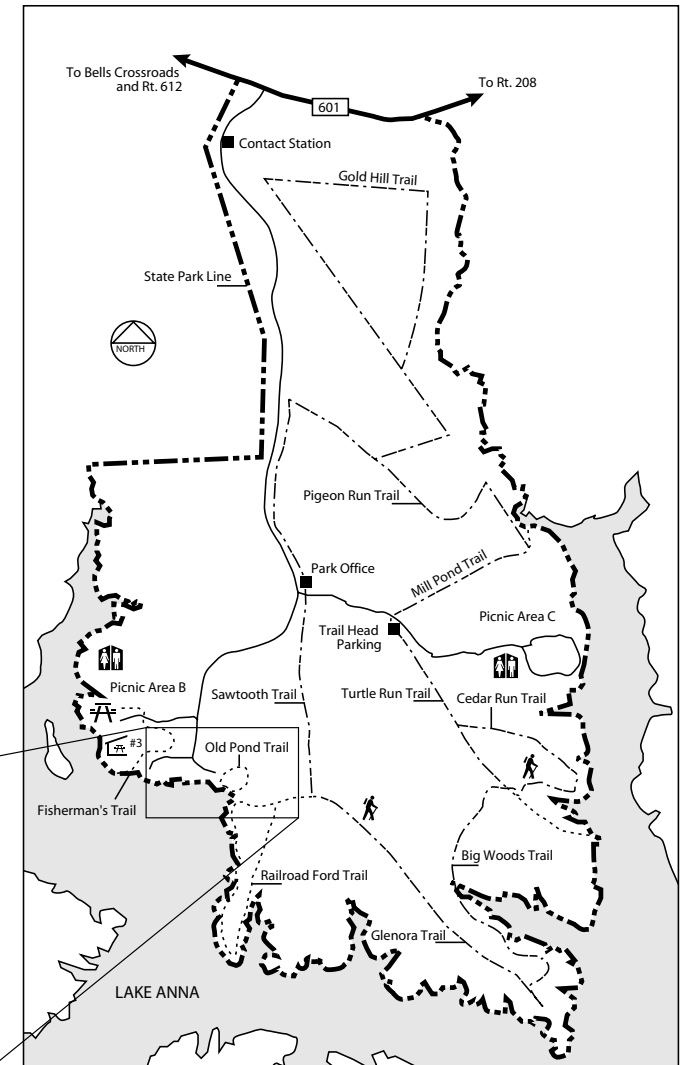 To Bells Crossroads
and Rt. 612
To Rt. 208
601
Contact Station
Gold Hill Trail
State Park Line
NORTH
Pigeon Run Trail
Park Office
Mill Pond Trail
Picnic Area C
Trail Head
Parking
Picnic Area B
Sawtooth Trail
Turtle Run Trail
Cedar Run Trail
#3
Old Pond Trail
Fisherman's Trail
Big Woods Trail
Railroad Ford Trail
Glenora Trail
LAKE ANNA